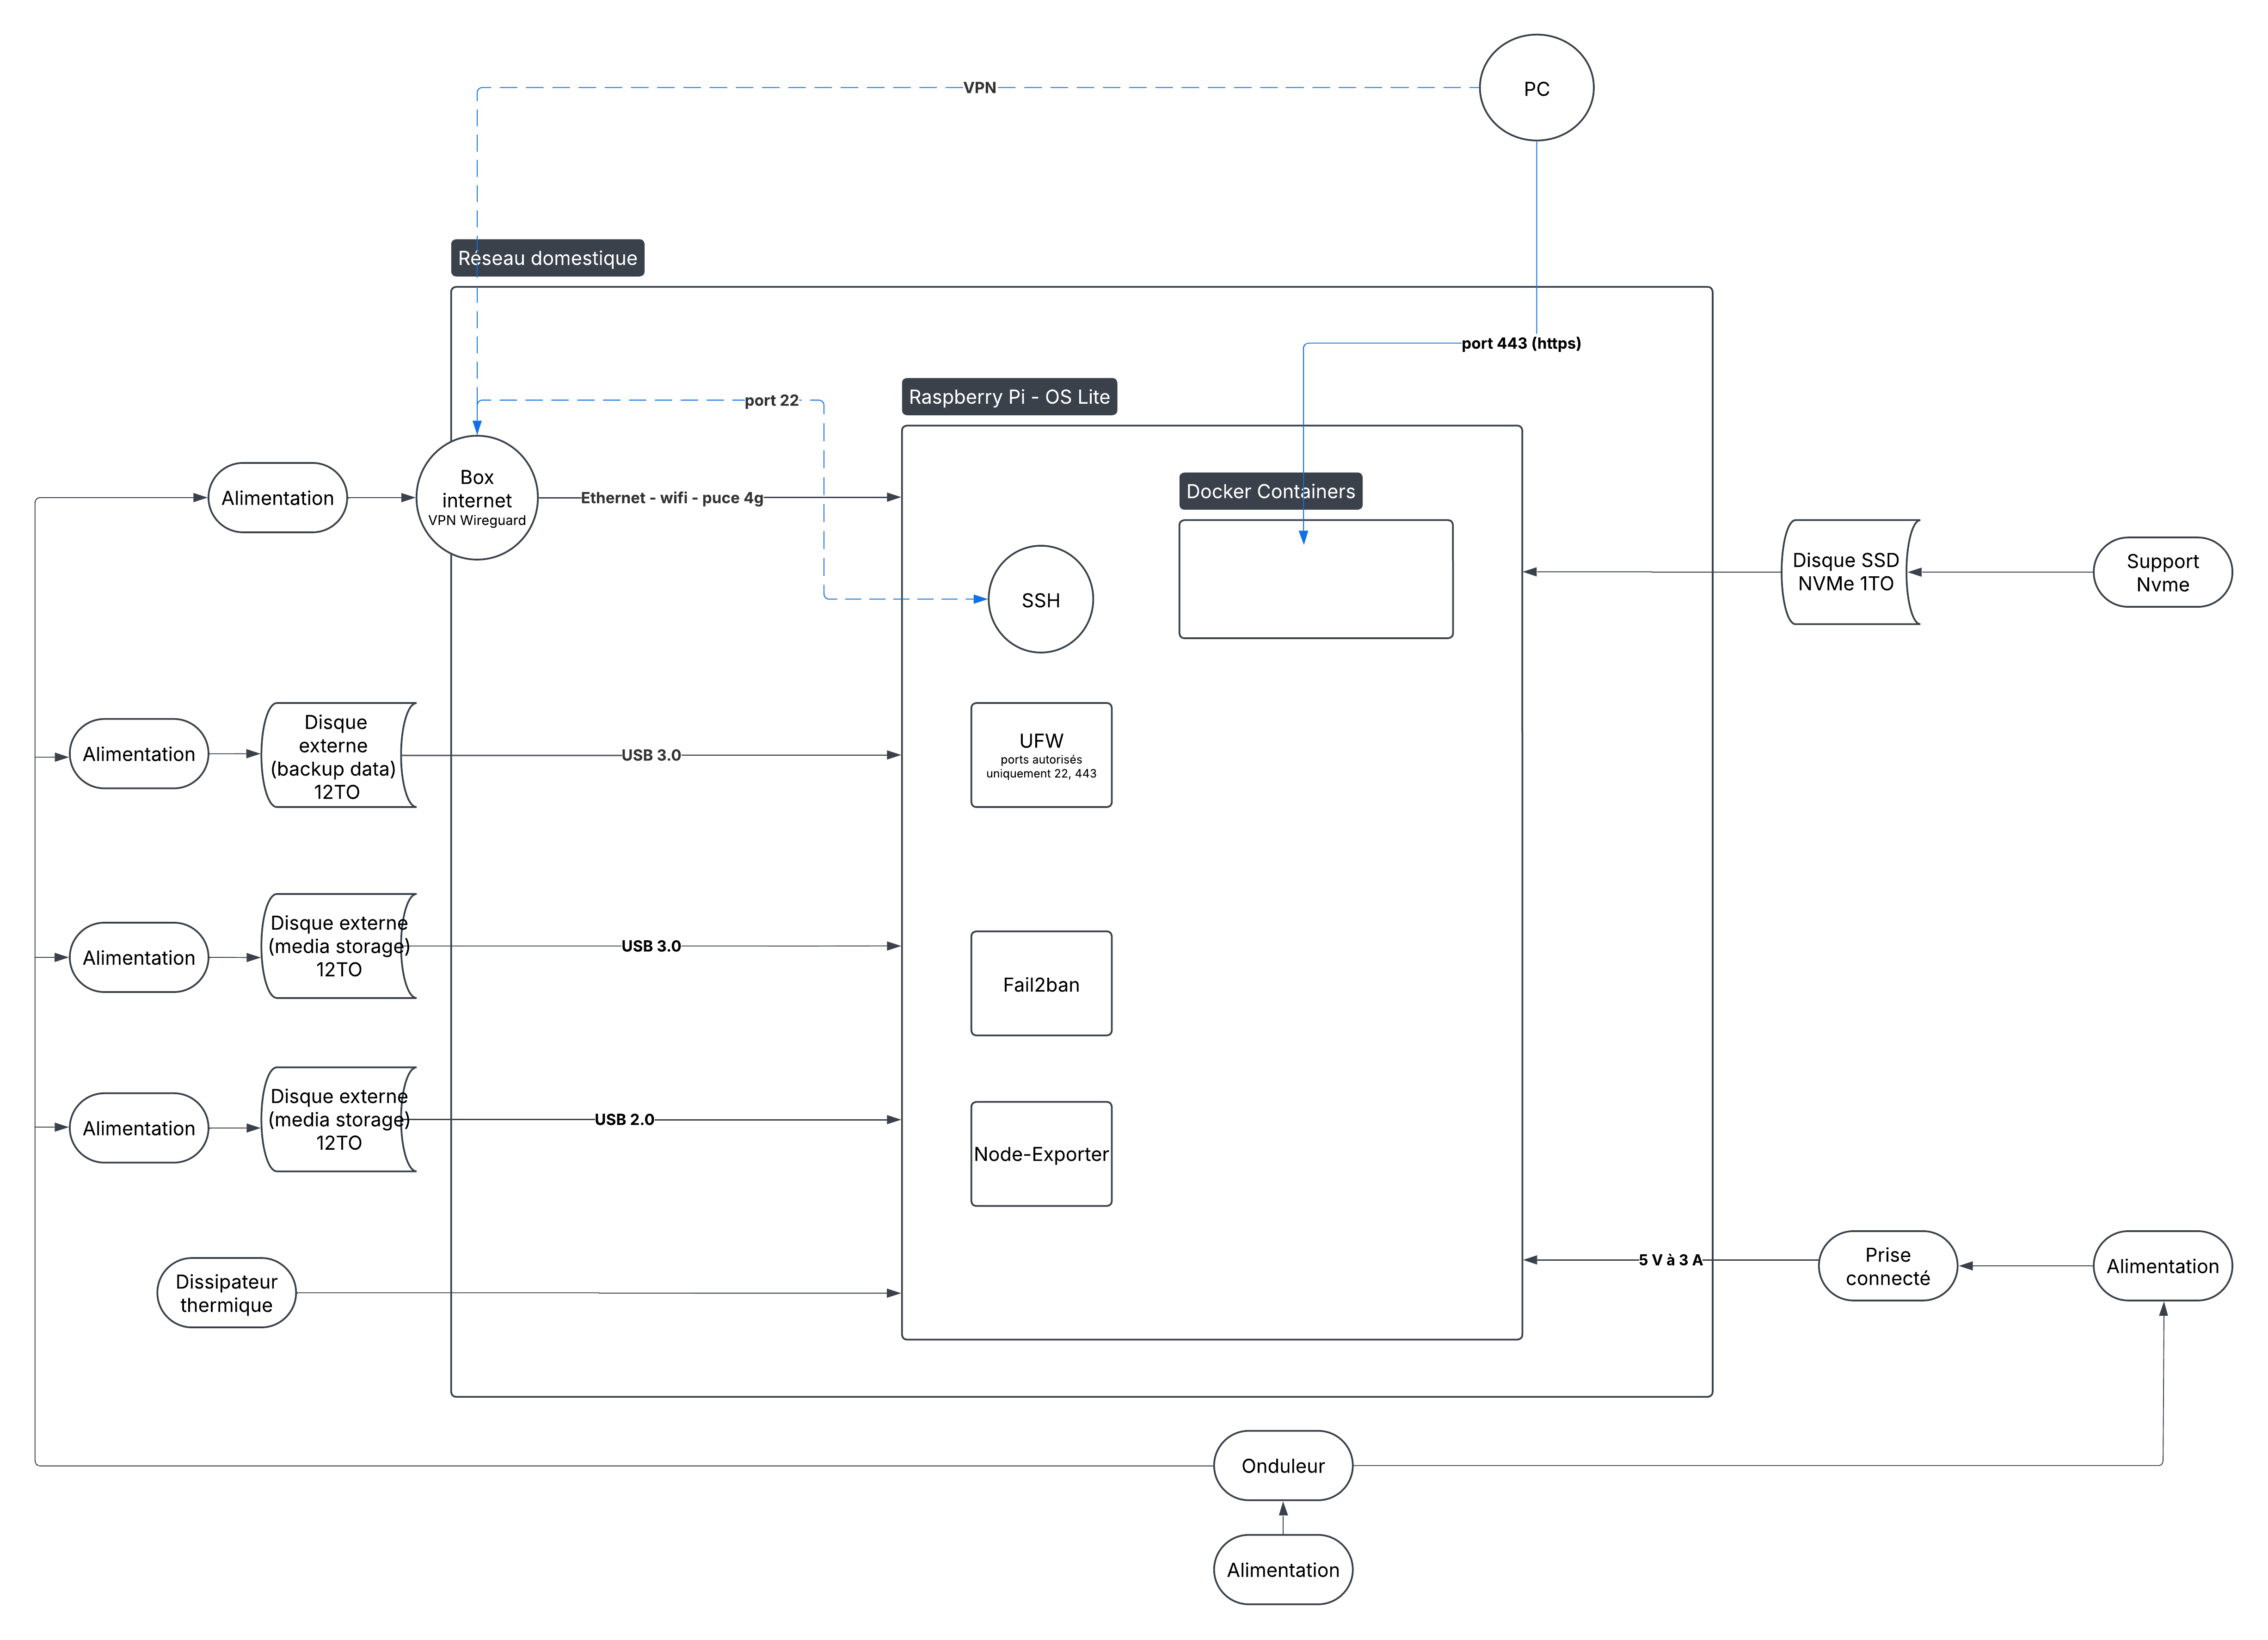 PC
VPN
Réseau domestique
port 443 (https)
Raspberry Pi - OS Lite
port 22
Box
internet
VPN Wireguard
Alimentation
Ethernet - wifi - puce 4g
Docker Containers
SSH
Disque SSD
NVMe 1TO
Support
Nvme
Alimentation
Disque
externe
(backup data)
12TO
USB 3.0
UFW
ports autorisés
uniquement 22, 443
Alimentation
Disque externe
(media storage)
12TO
USB 3.0
Fail2ban
Alimentation
Disque externe
(media storage)
12TO
USB 2.0
Node-Exporter
Dissipateur
thermique
5 V à 3 A
Prise
connecté
Alimentation
Onduleur
Alimentation